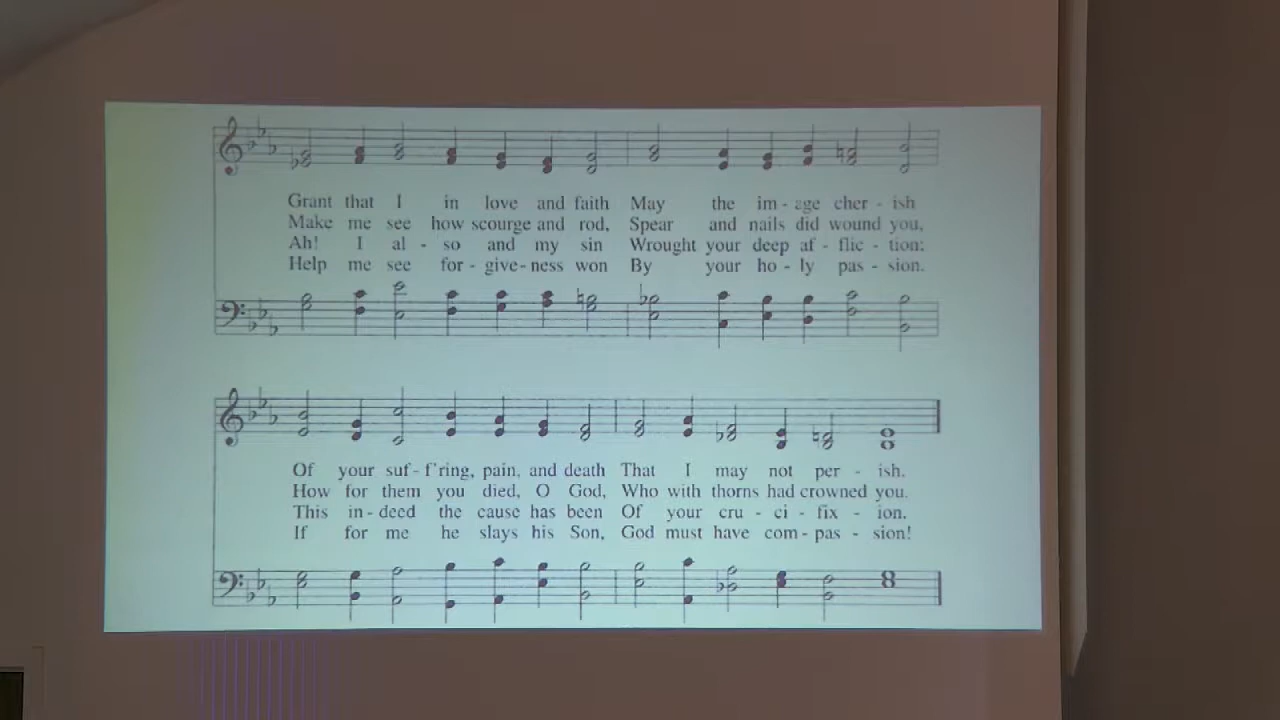 Grant that I in love and faith May the im - age cher - ish
Make me see how scourge and rod, Spear and nails did wound you,
Ah! I al - so and my sin Wrought your deep af - flic - tion:
Help me see for - give - ness won By your ho - ly pas - sion.
Of your suf - f'ring, pain, and death That I may not per - ish.
How for them you died, O God, Who with thorns had crowned you.
This in - deed the cause has been Of your cru - ci - fix - ion.
If for me he slays his Son, God must have com - pas - sion!